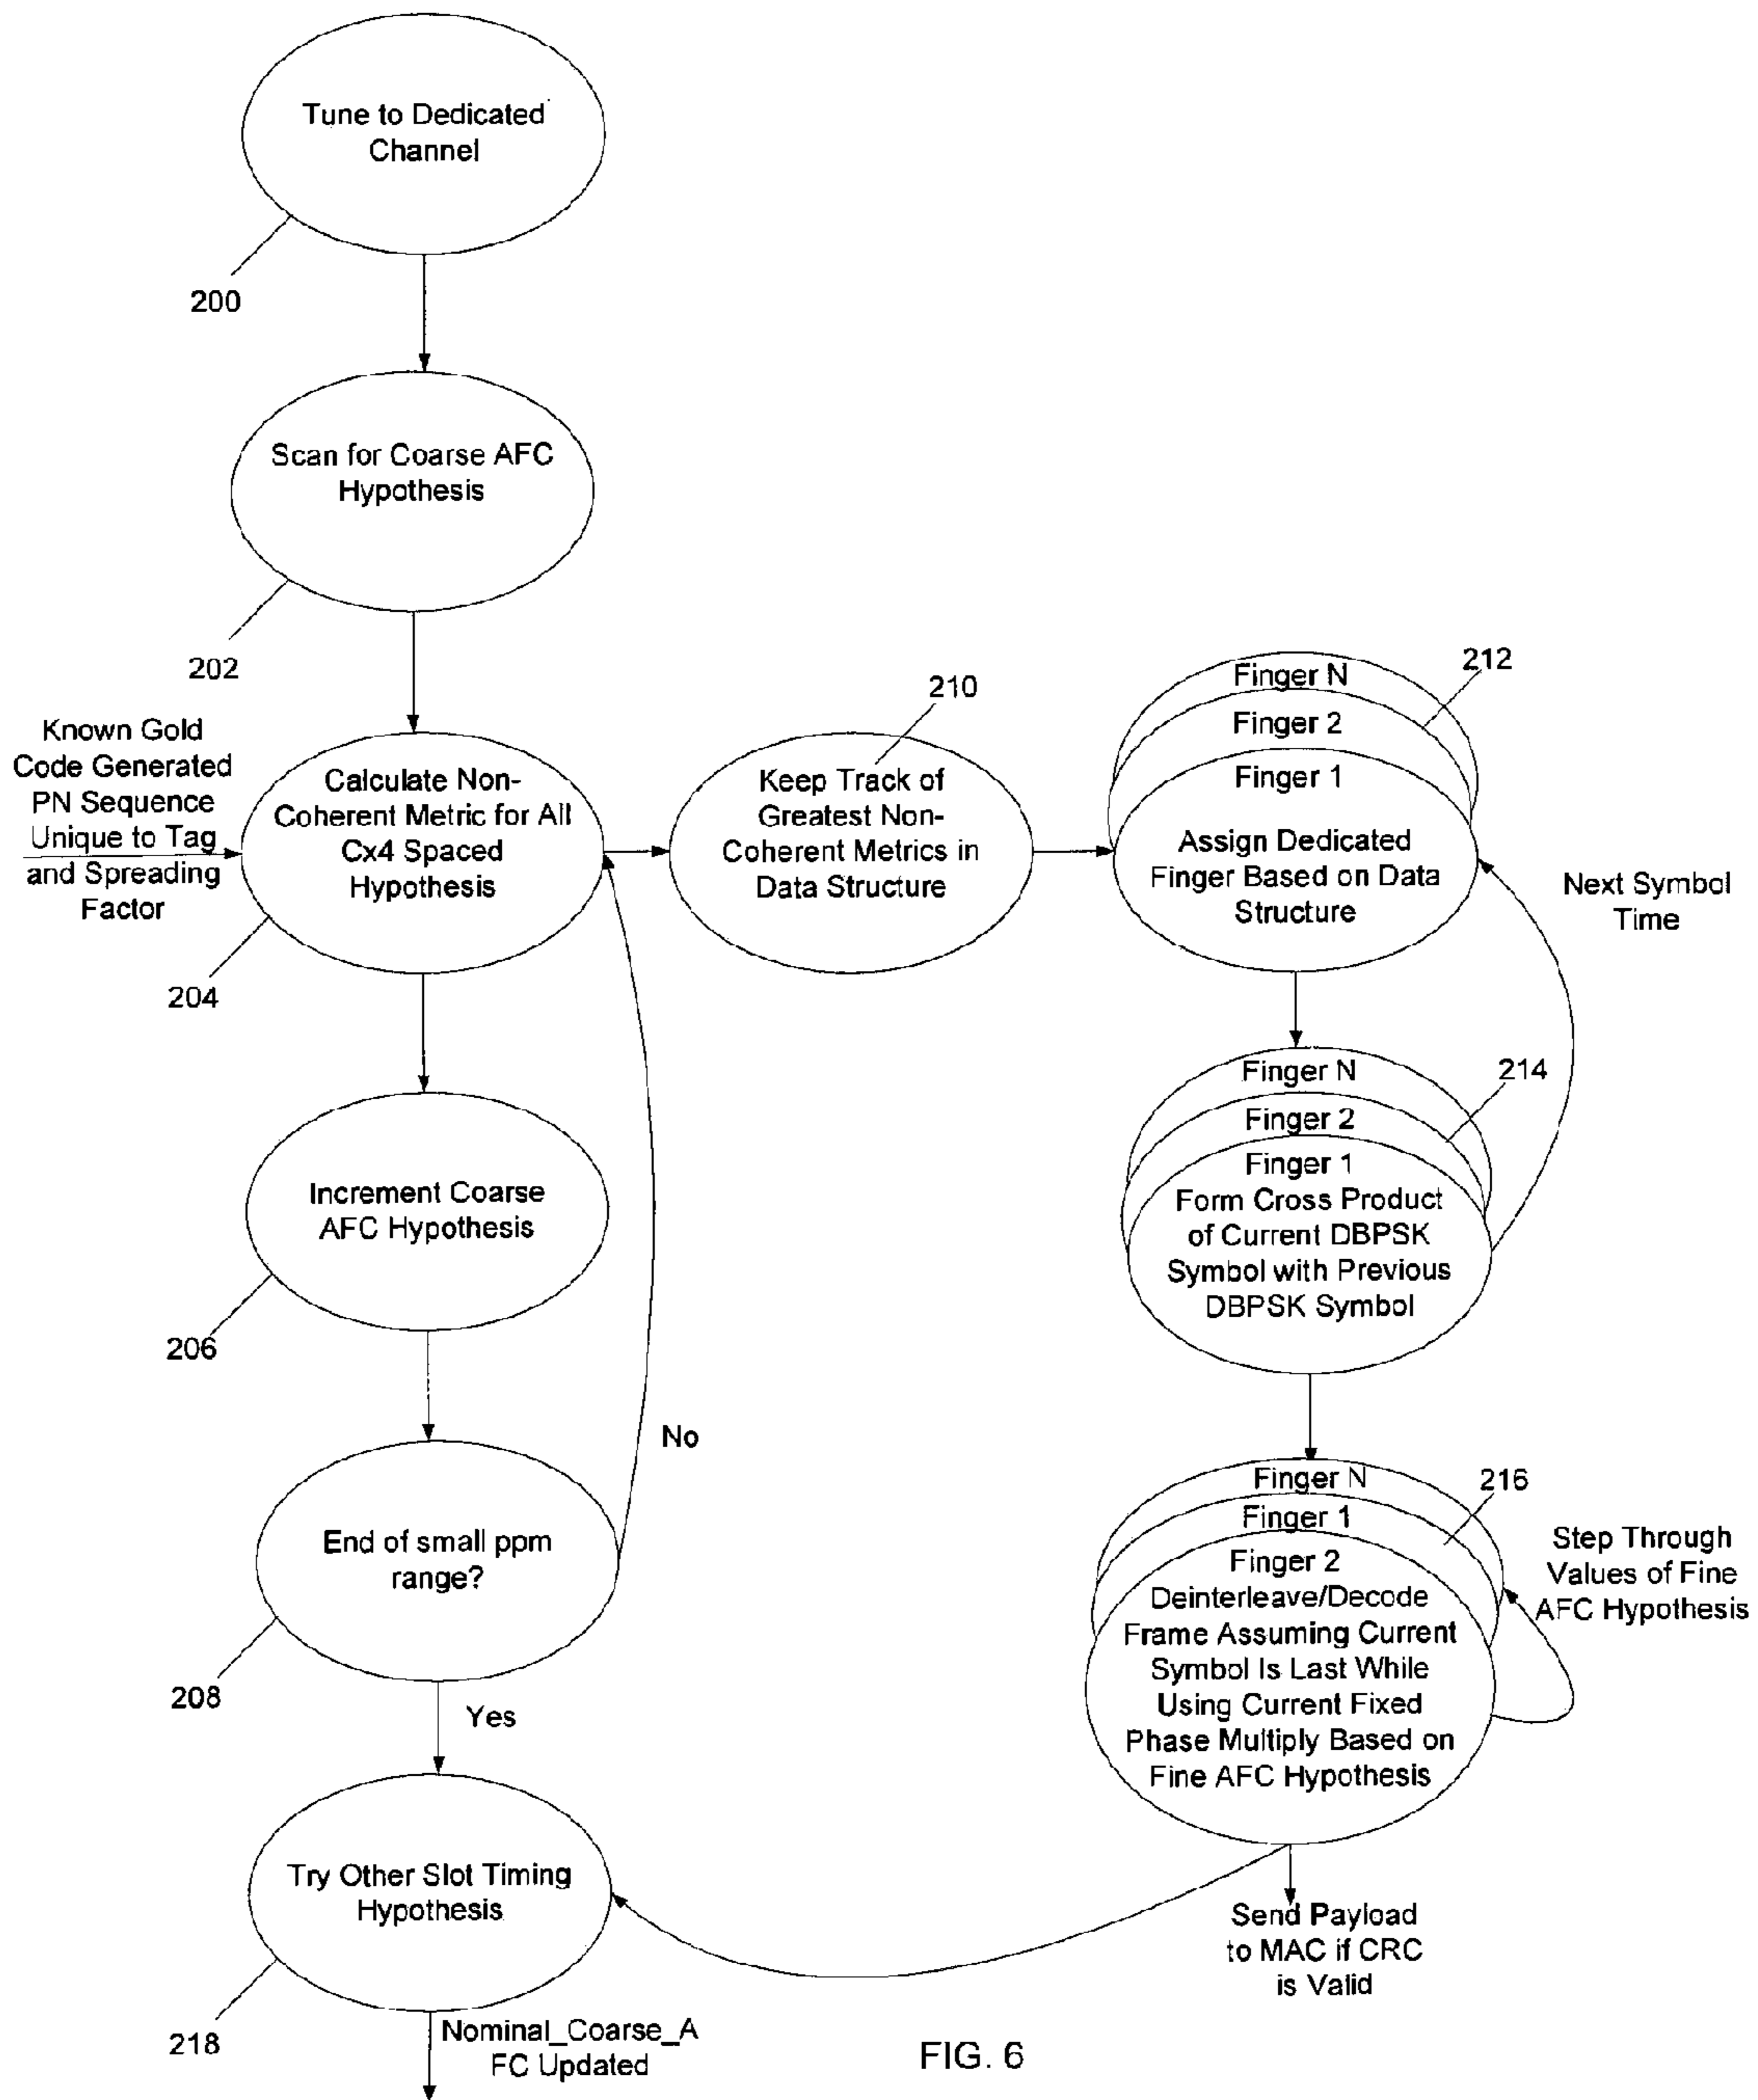 Tune to Dedicated
Channel
200
Scan for Coarse AFC
Hypothesis
202
Known Gold
Code Generated
PN Sequence
Unique to Tag
and Spreading
Factor
Calculate Non-
Coherent Metric for All
Cx4 Spaced
Hypothesis
204
210
Keep Track of
Greatest Non-
Coherent Metrics in
Data Structure
212
Finger N
Finger 2
Finger 1
Assign Dedicated
Finger Based on Data
Structure
Next Symbol
Time
Increment Coarse
AFC Hypothesis
206
214
Finger N
Finger 2
Finger 1
Form Cross Product
of Current DBPSK
Symbol with Previous
DBPSK Symbol
No
End of small ppm
range?
208
Yes
216
Finger N
Finger 1
Finger 2
Deinterleave/Decode
Frame Assuming Current
Symbol Is Last While
Using Current Fixed
Phase Multiply Based on
Fine AFC Hypothesis
Step Through
Values of Fine
AFC Hypothesis
Try Other Slot Timing
Hypothesis
218
Send Payload
to MAC if CRC
is Valid
Nominal_Coarse_A
FC Updated
FIG. 6